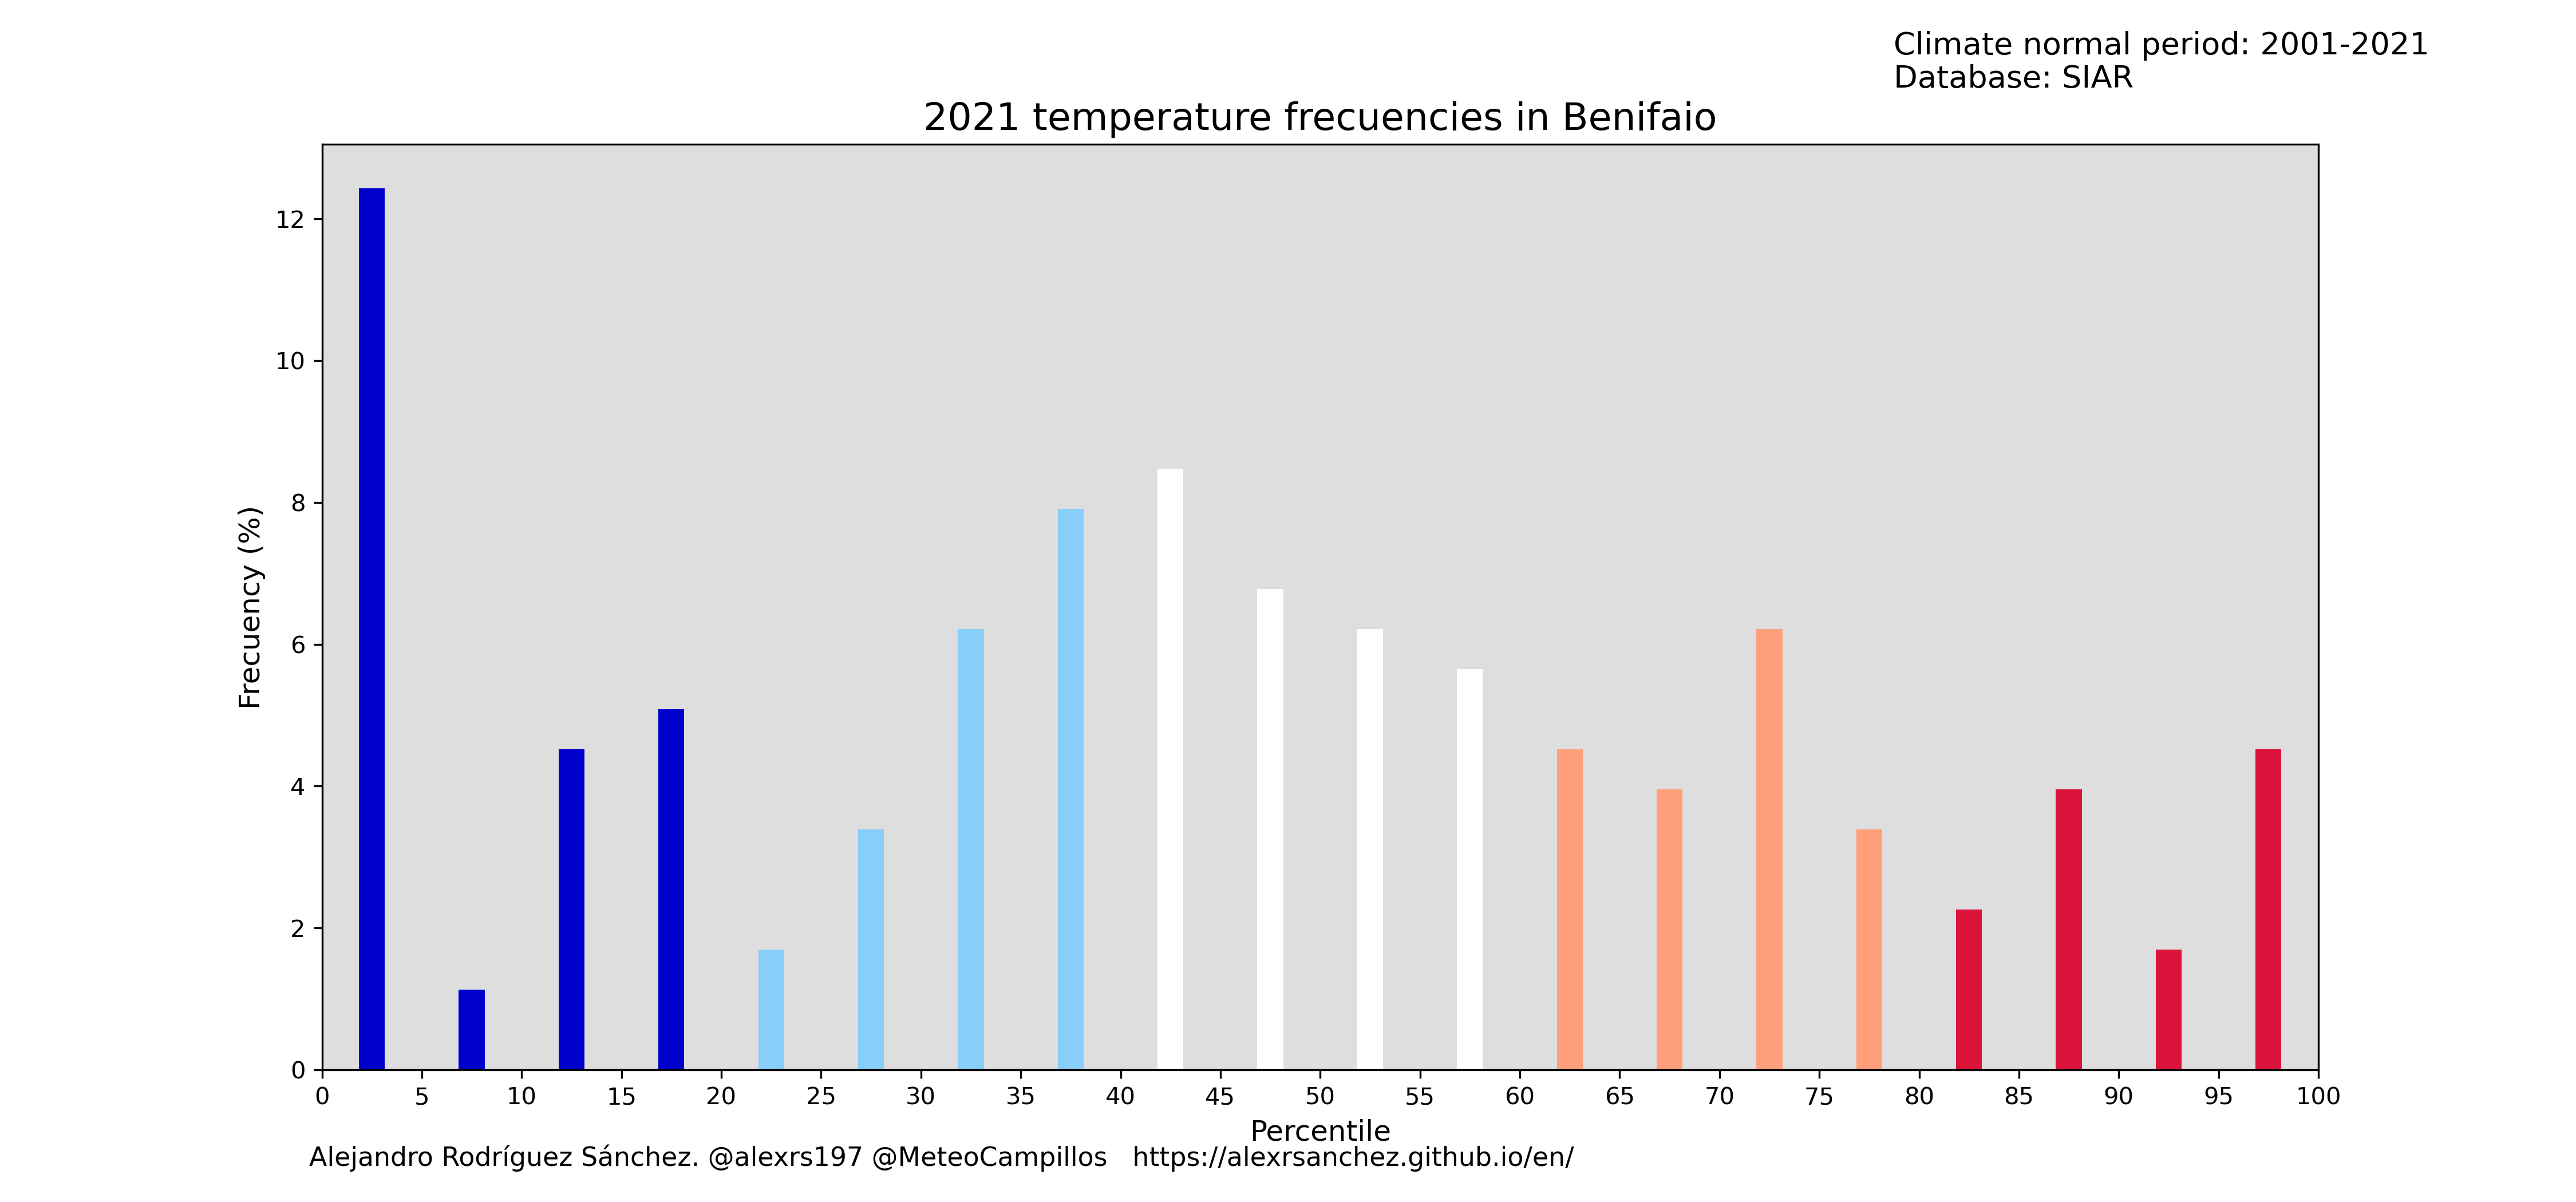 Climate normal period: 2001-2021
Database: SIAR
2021 temperature frecuencies in Benifaio
12
10
8
6
4
2
0
Frecuency (%)
0 5 10 15 20 25 30 35 40 45 50 55 60 65 70 75 80 85 90 95 100
Percentile
Alejandro Rodríguez Sánchez. @alexrs197 @MeteoCampillos https://alexrsanchez.github.io/en/